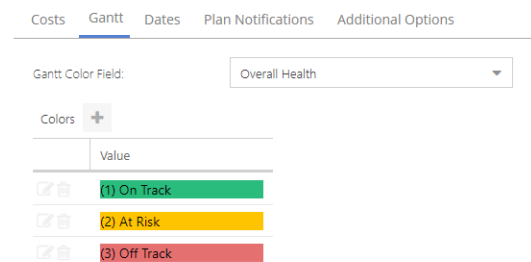 Costs Gantt Dates Plan Notifications Additional Options
Gantt Color Field: Overall Health
Colors +
Value
(1) On Track
(2) At Risk
(3) Off Track